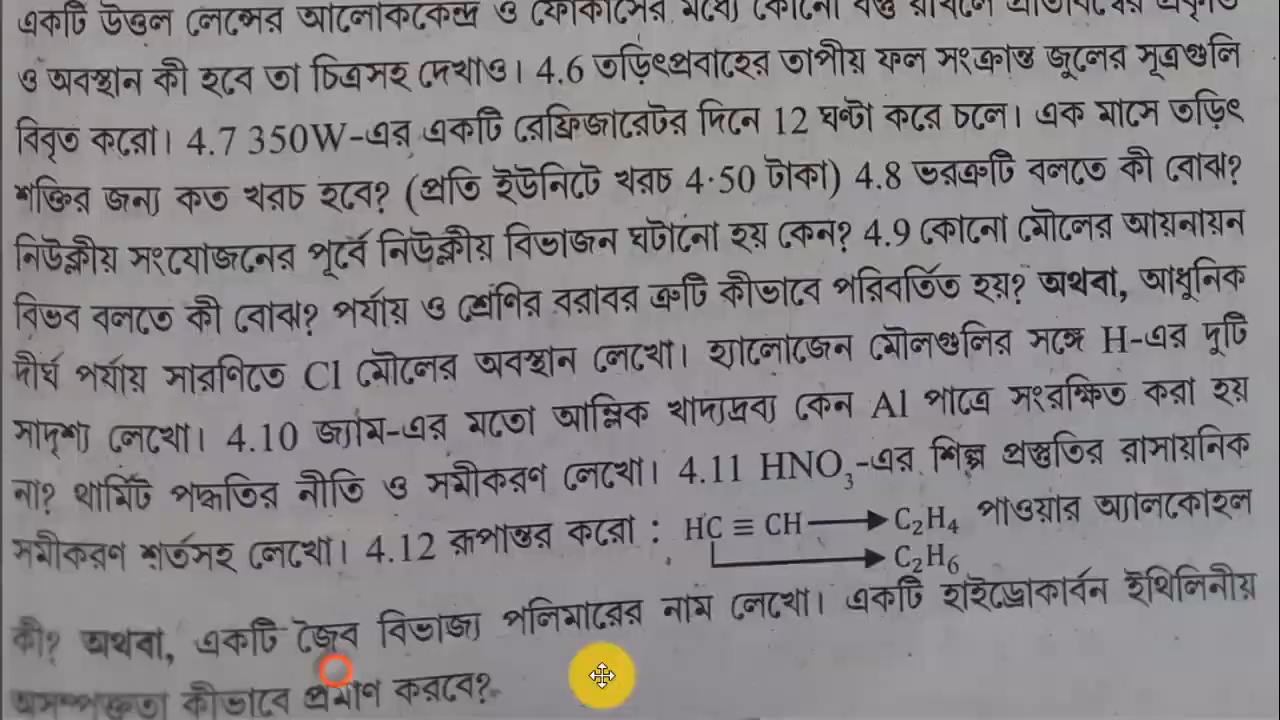 একটি উত্তল লেন্সের আলোককেন্দ্র ও ফোকাসের মধ্যে কোনো বস্তু রাখলে প্রতিবিম্বের প্রকৃতি
ও অবস্থান কী হবে তা চিত্রসহ দেখাও। 4.6 তড়িৎপ্রবাহের তাপীয় ফল সংক্রান্ত জুলের সূত্রগুলি
বিবৃত করো। 4.7 350W-এর একটি রেফ্রিজারেটর দিনে 12 ঘণ্টা করে চলে। এক মাসে তড়িৎ
শক্তির জন্য কত খরচ হবে? (প্রতি ইউনিটে খরচ 4·50 টাকা) 4.8 ভরত্রুটি বলতে কী বোঝ?
নিউক্লীয় সংযোজনের পূর্বে নিউক্লীয় বিভাজন ঘটানো হয় কেন? 4.9 কোনো মৌলের আয়নায়ন
বিভব বলতে কী বোঝ? পর্যায় ও শ্রেণির বরাবর ত্রুটি কীভাবে পরিবর্তিত হয়? অথবা, আধুনিক
দীর্ঘ পর্যায় সারণিতে Cl মৌলের অবস্থান লেখো। হ্যালোজেন মৌলগুলির সঙ্গে H-এর দুটি
সাদৃশ্য লেখো। 4.10 জ্যাম-এর মতো আম্লিক খাদ্যদ্রব্য কেন Al পাত্রে সংরক্ষিত করা হয়
না? থার্মিট পদ্ধতির নীতি ও সমীকরণ লেখো। 4.11 HNO₃-এর শিল্প প্রস্তুতির রাসায়নিক
সমীকরণ শর্তসহ লেখো। 4.12 রূপান্তর করো : HC ≡ CH ⟶ C₂H₄ পাওয়ার অ্যালকোহল
⟶ C₂H₆
কী? অথবা, একটি জৈব বিভাজ্য পলিমারের নাম লেখো। একটি হাইড্রোকার্বন ইথিলিনীয়
অসম্পৃক্ততা কীভাবে প্রমাণ করবে?